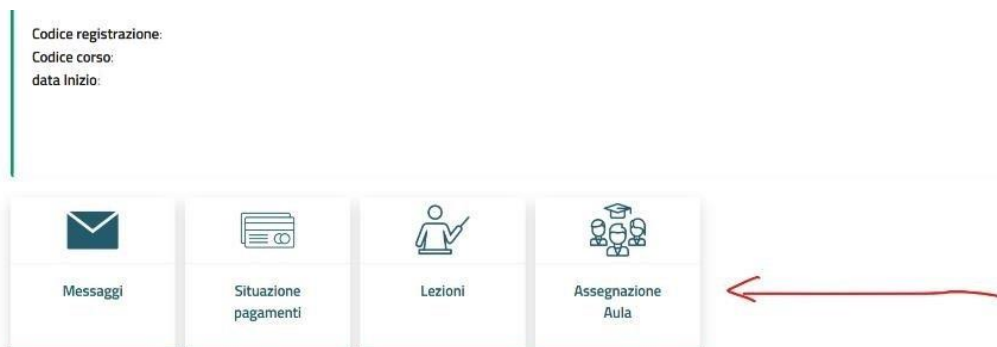 Codice registrazione:
Codice corso:
data Inizio:
Messaggi
Situazione
pagamenti
Lezioni
Assegnazione
Aula